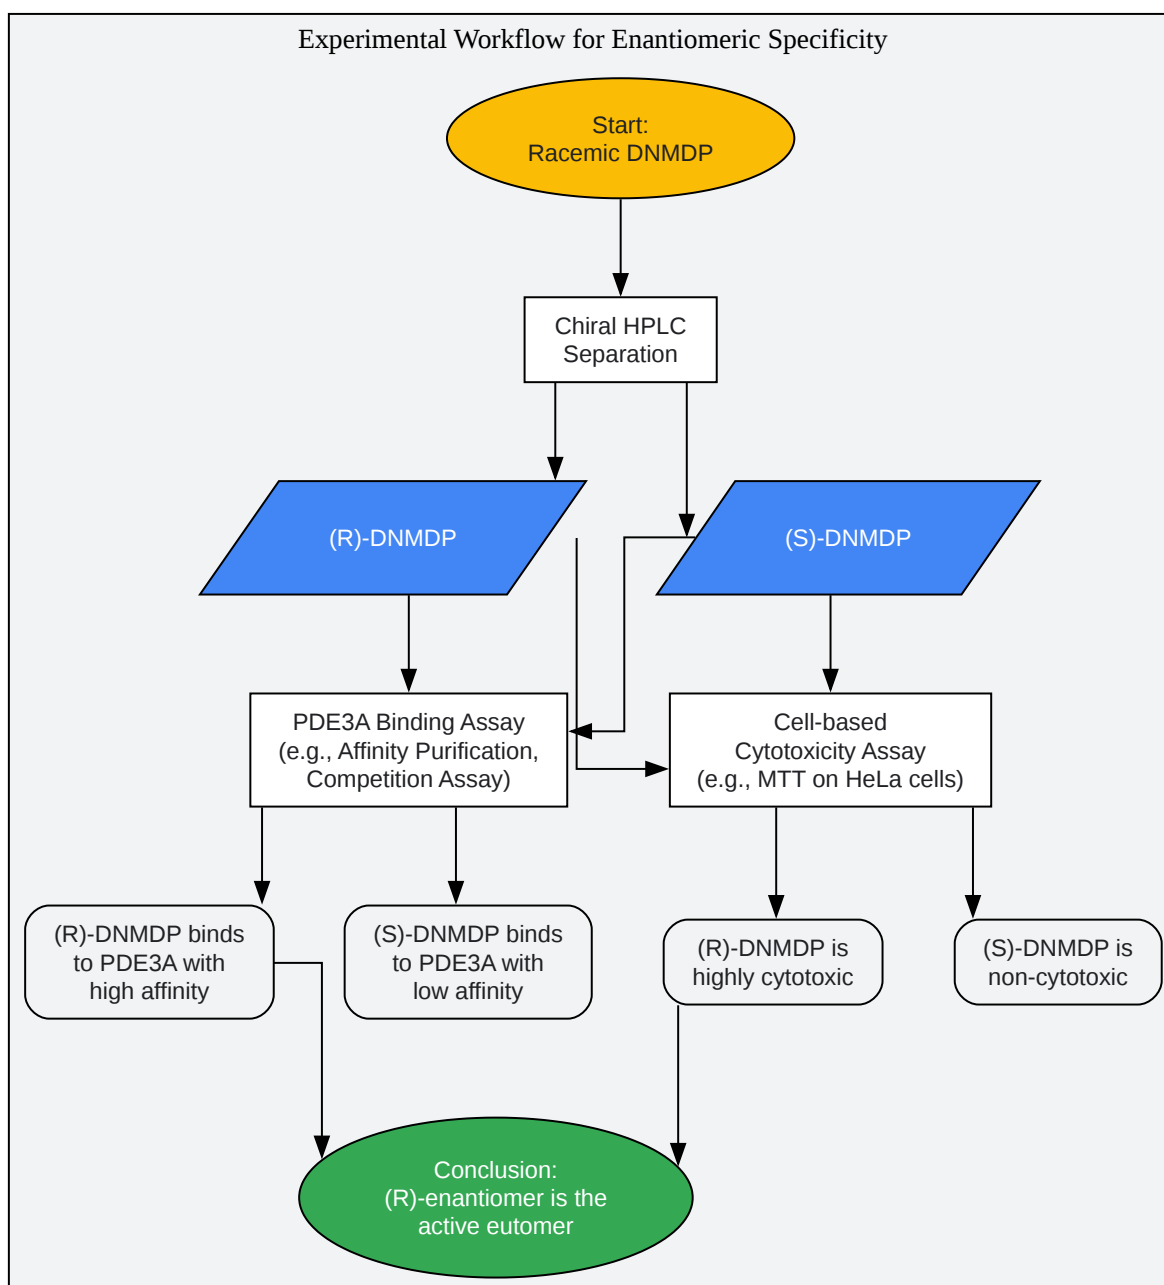 Experimental Workflow for Enantiomeric Specificity
Start:
Racemic DNMDP
Chiral HPLC
Separation
(R)-DNMDP
(S)-DNMDP
PDE3A Binding Assay
(e.g., Affinity Purification,
Competition Assay)
Cell-based
Cytotoxicity Assay
(e.g., MTT on HeLa cells)
(R)-DNMDP binds
to PDE3A with
high affinity
(S)-DNMDP binds
to PDE3A with
low affinity
(R)-DNMDP is
highly cytotoxic
(S)-DNMDP is
non-cytotoxic
Conclusion:
(R)-enantiomer is the
active eutomer